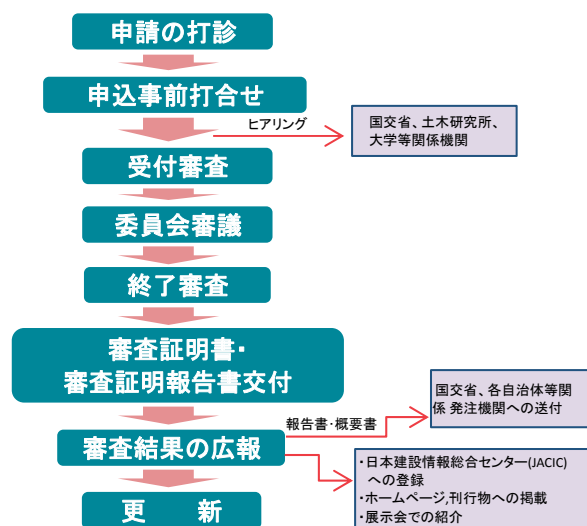 申請の打診
申込事前打合せ
ヒアリング
国交省、土木研究所、
大学等関係機関
受付審査
委員会審議
終了審査
審査証明書・
審査証明報告書交付
国交省、各自治体等関
係 発注機関への送付
報告書・概要書
審査結果の広報
・日本建設情報総合センター(JACIC)
への登録
・ホームページ,刊行物への掲載
・展示会での紹介
更　新